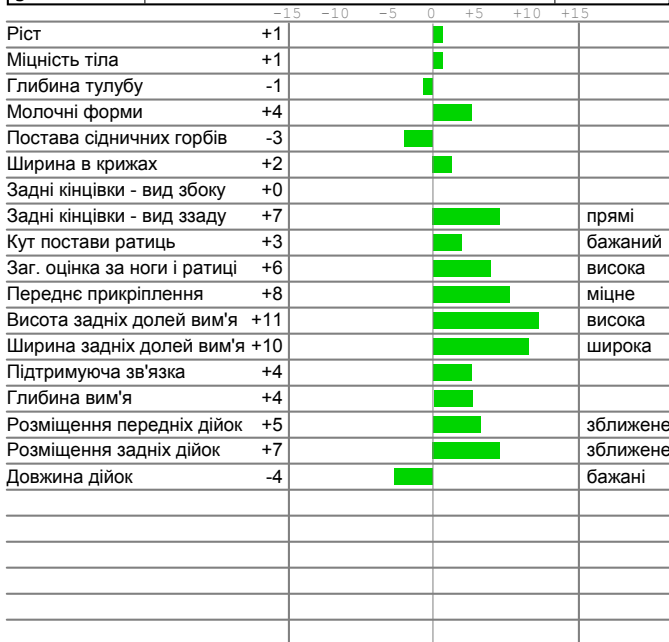 -15 -10 -5 0 +5 +10 +15
Ріст +1
Міцність тіла +1
Глибина тулубу -1
Молочні форми +4
Постава сідничних горбів -3
Ширина в крижах +2
Задні кінцівки - вид збоку +0
Задні кінцівки - вид ззаду +7 прямі
Кут постави ратиць +3 бажаний
Заг. оцінка за ноги і ратиці +6 висока
Переднє прикріплення +8 міцне
Висота задніх долей вим'я +11 висока
Ширина задніх долей вим'я +10 широка
Підтримуюча зв'язка +4
Глибина вим'я +4
Розміщення передніх дійок +5 зближене
Розміщення задніх дійок +7 зближене
Довжина дійок -4 бажані